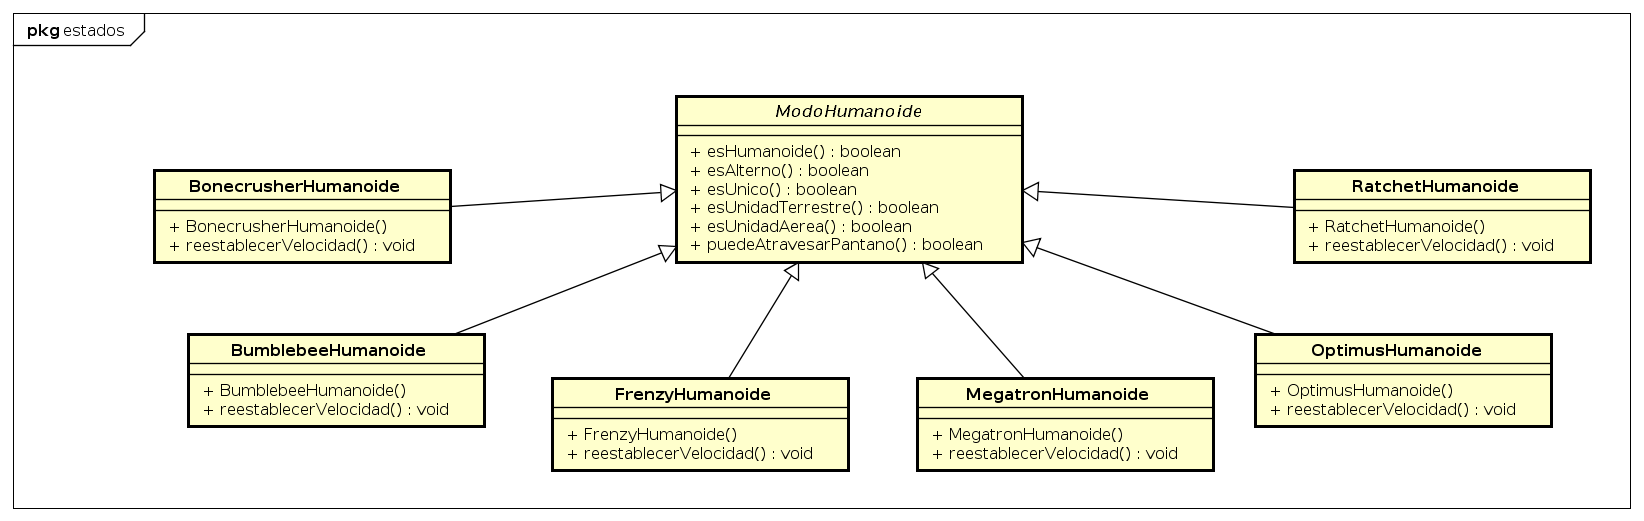 pkg estados
ModoHumanoide
+ esHumanoide() : boolean
+ esAlterno() : boolean
+ esUnico() : boolean
+ esUnidadTerrestre() : boolean
+ esUnidadAerea() : boolean
+ puedeAtravesarPantano() : boolean
BonecrusherHumanoide
+ BonecrusherHumanoide()
+ reestablecerVelocidad() : void
RatchetHumanoide
+ RatchetHumanoide()
+ reestablecerVelocidad() : void
BumblebeeHumanoide
+ BumblebeeHumanoide()
+ reestablecerVelocidad() : void
FrenzyHumanoide
+ FrenzyHumanoide()
+ reestablecerVelocidad() : void
MegatronHumanoide
+ MegatronHumanoide()
+ reestablecerVelocidad() : void
OptimusHumanoide
+ OptimusHumanoide()
+ reestablecerVelocidad() : void